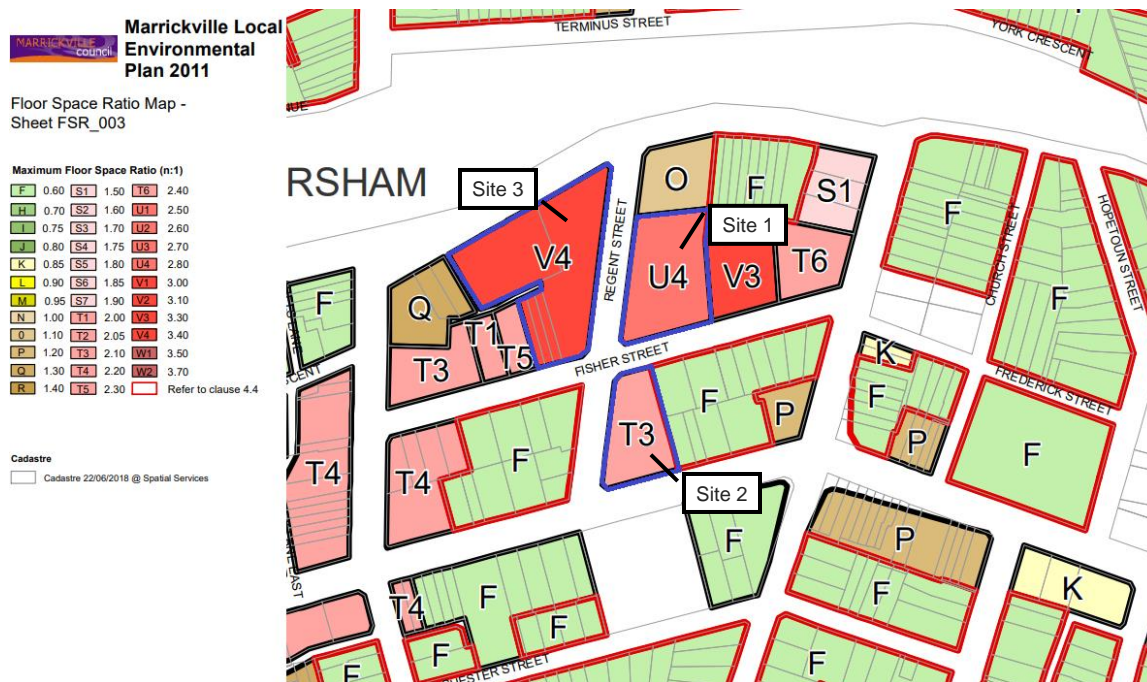 MARRICKVILLE
council
Marrickville Local
Environmental
Plan 2011
Floor Space Ratio Map -
Sheet FSR_003
Maximum Floor Space Ratio (n:1)
F 0.60 S1 1.50 T6 2.40
H 0.70 S2 1.60 U1 2.50
I 0.75 S3 1.70 U2 2.60
J 0.80 S4 1.75 U3 2.70
K 0.85 S5 1.80 U4 2.80
L 0.90 S6 1.85 V1 3.00
M 0.95 S7 1.90 V2 3.10
N 1.00 T1 2.00 V3 3.30
0 1.10 T2 2.05 V4 3.40
P 1.20 T3 2.10 W1 3.50
Q 1.30 T4 2.20 W2 3.70
R 1.40 T5 2.30 Refer to clause 4.4
Cadastre
Cadastre 22/06/2018 @ Spatial Services
TERMINUS STREET
YORK CRESCENT
F
RSHAM
Site 3
O
F
S1
Site 1
F
HOPETOUN STREET
CHURCH STREET
REGENT STREET
V4
U4
V3
T6
F
Q
F
T1
T5
T3
FISHER STREET
K
FREDERICK STREET
F
F
P
P
T3
F
F
T4
T4
F
Site 2
F
P
K
F
T4
F
F
F
F
F